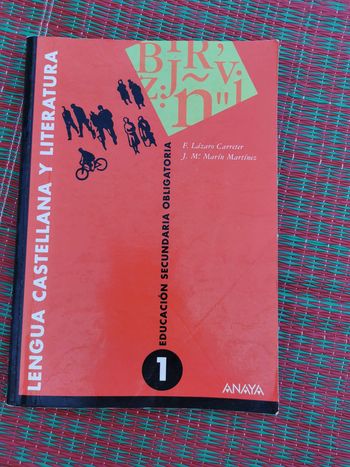 LENGUA CASTELLANA Y LITERATURA
F. Lázaro Carreter
J. Mª Marín Martínez
EDUCACIÓN SECUNDARIA OBLIGATORIA
1
ANAYA